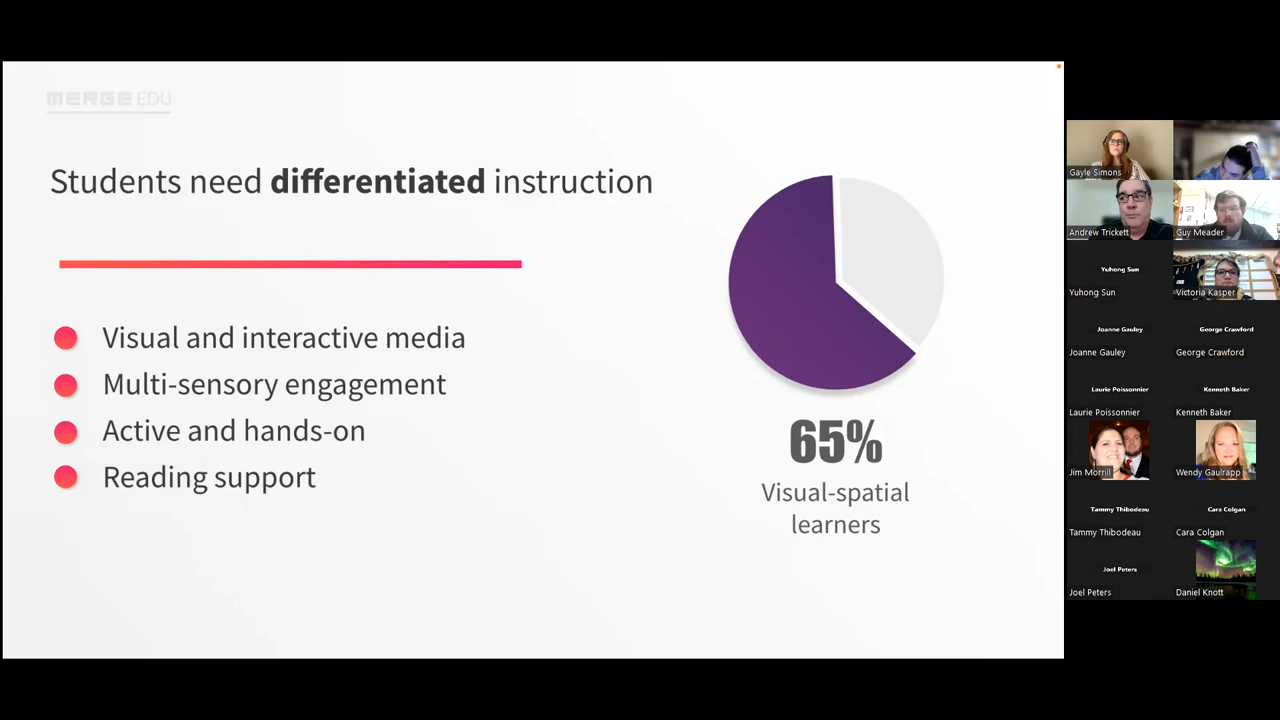 MERGE EDU
Students need differentiated instruction
Visual and interactive media
Multi-sensory engagement
Active and hands-on
Reading support
65%
Visual-spatial
learners
Gayle Simons
Andrew Trickett
Guy Meader
Yuhong Sun
Yuhong Sun
Victoria Kasper
Joanne Gauley
Joanne Gauley
George Crawford
George Crawford
Laurie Poissonnier
Laurie Poissonnier
Kenneth Baker
Kenneth Baker
Jim Morrill
Wendy Gaulrapp
Tammy Thibodeau
Tammy Thibodeau
Cara Colgan
Cara Colgan
Joel Peters
Joel Peters
Daniel Knott